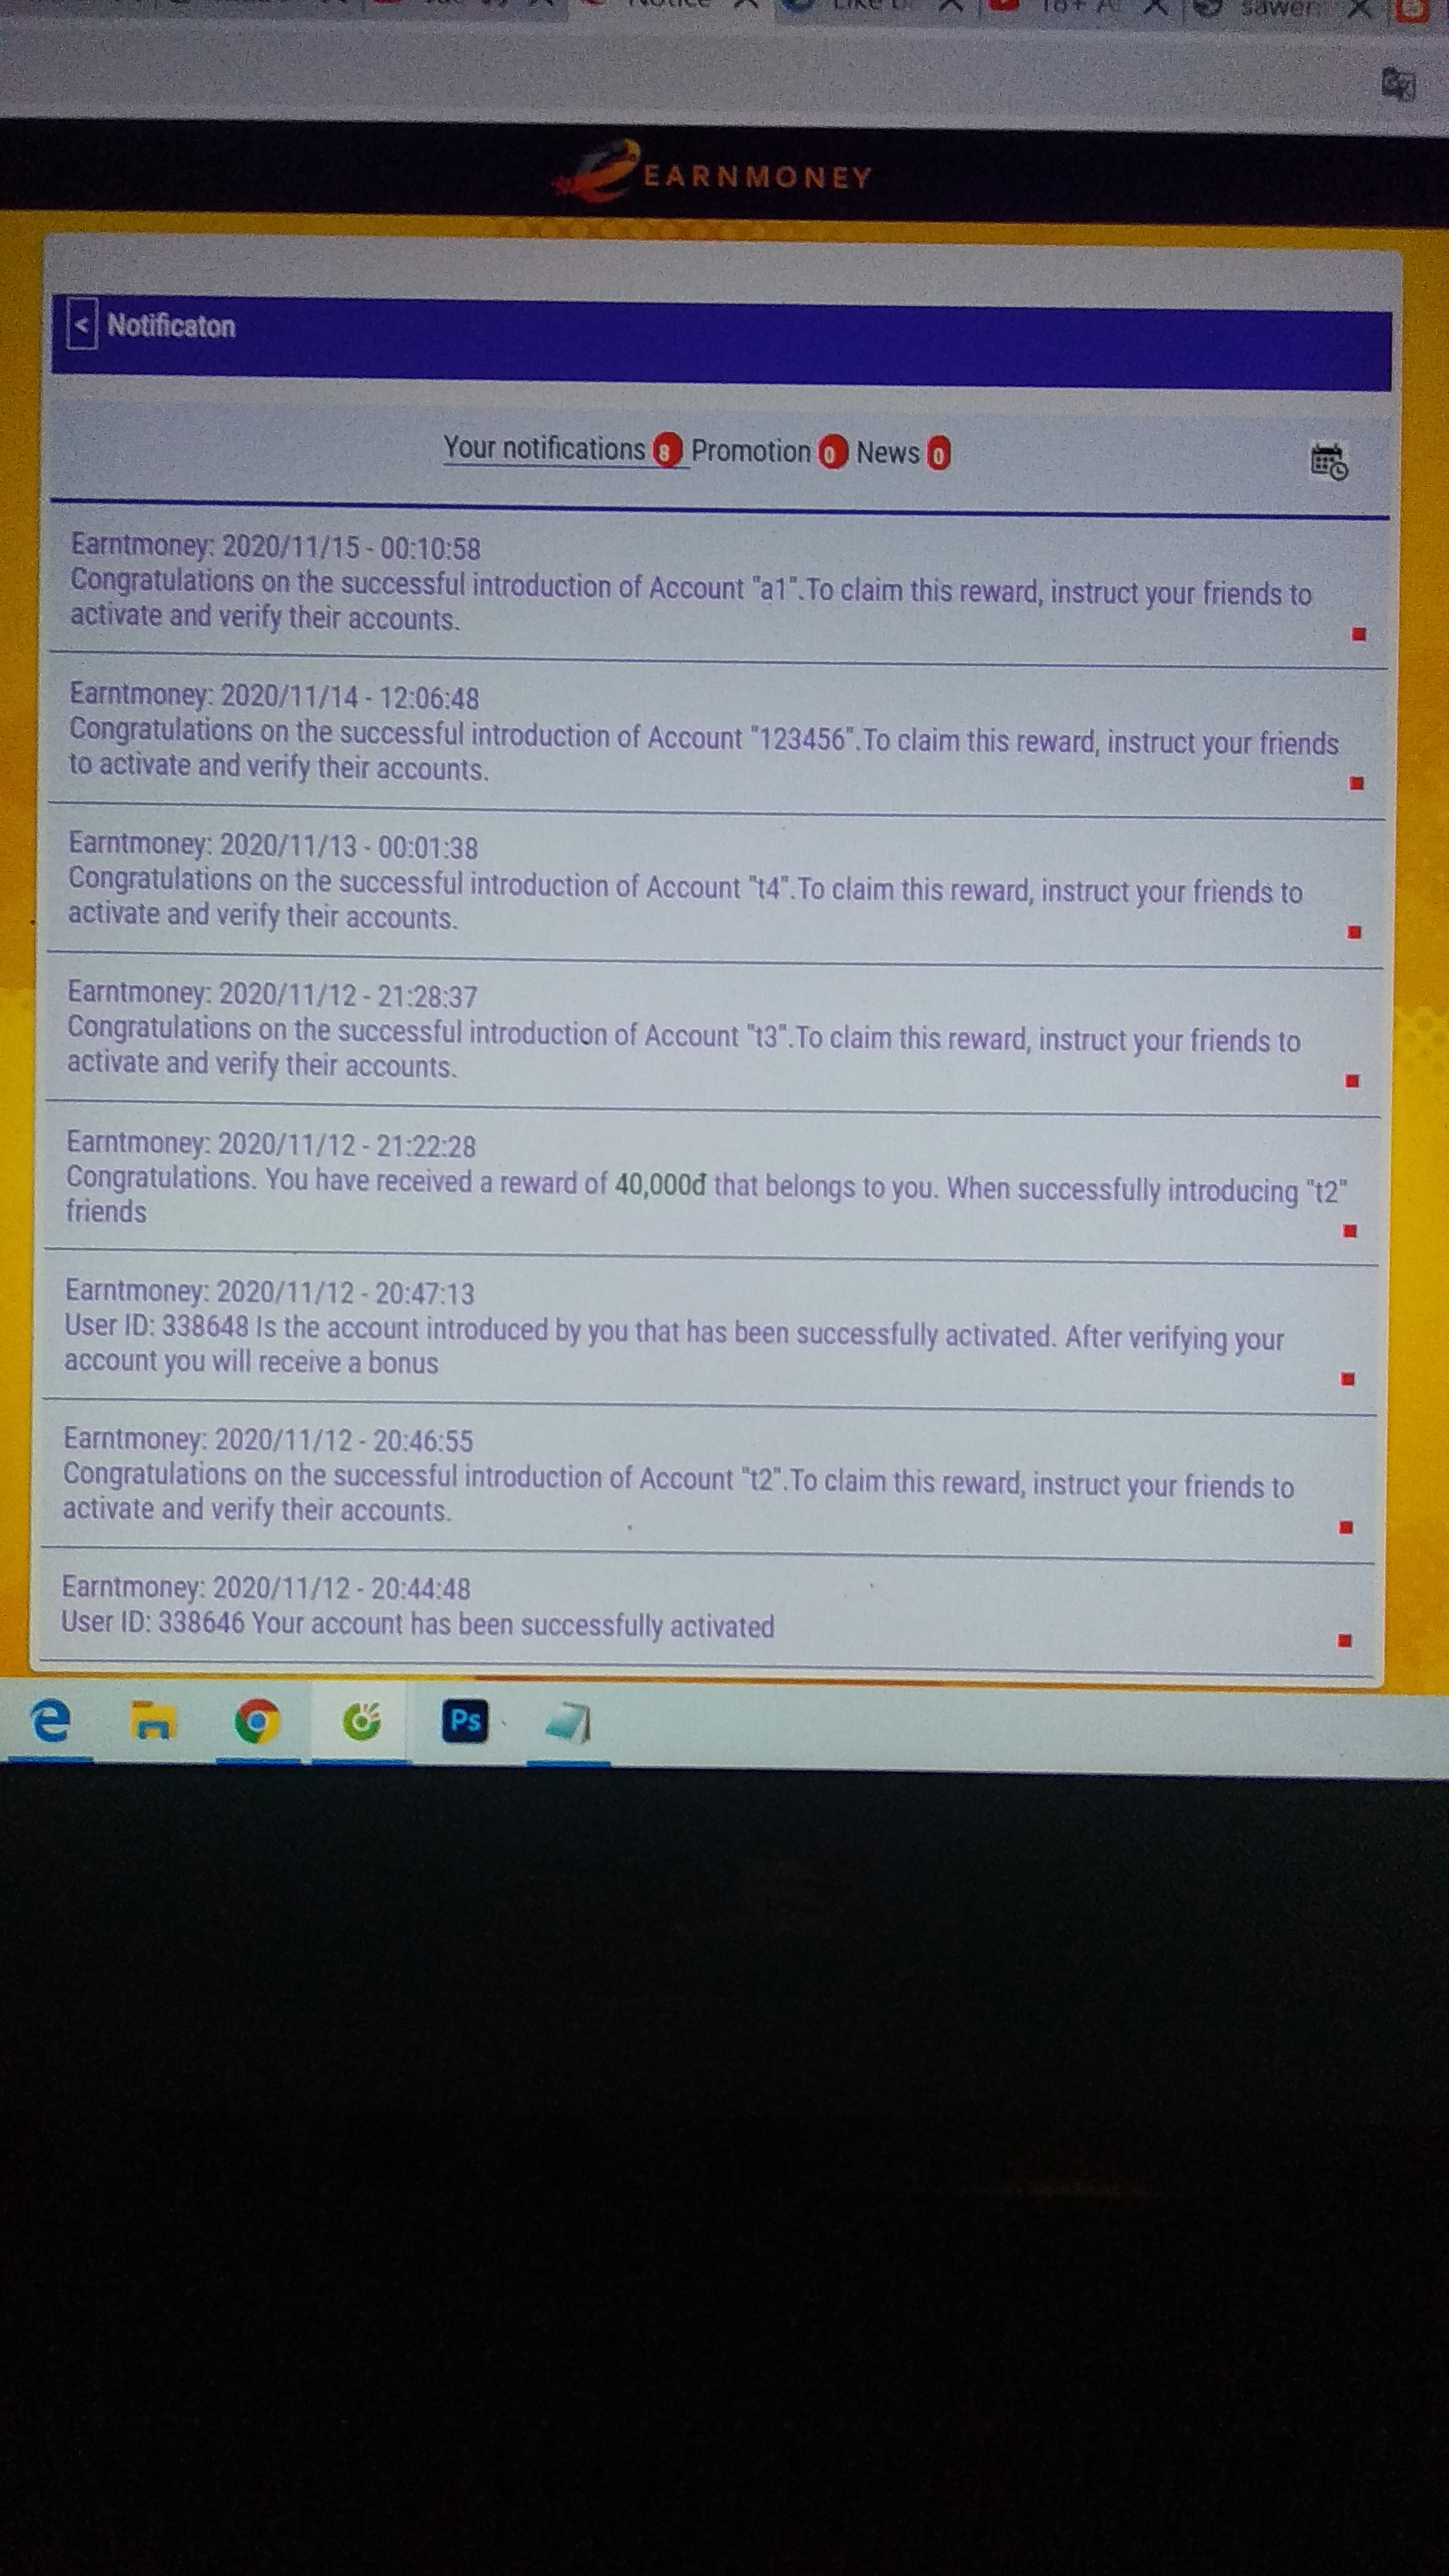 Notice
Like
18+ A
sawen
EARNMONEY
< Notificaton
Your notifications 8 Promotion 0 News 0
Earntmoney: 2020/11/15 - 00:10:58
Congratulations on the successful introduction of Account "a1".To claim this reward, instruct your friends to
activate and verify their accounts.
Earntmoney: 2020/11/14 - 12:06:48
Congratulations on the successful introduction of Account "123456".To claim this reward, instruct your friends
to activate and verify their accounts.
Earntmoney: 2020/11/13 - 00:01:38
Congratulations on the successful introduction of Account "t4".To claim this reward, instruct your friends to
activate and verify their accounts.
Earntmoney: 2020/11/12 - 21:28:37
Congratulations on the successful introduction of Account "t3".To claim this reward, instruct your friends to
activate and verify their accounts.
Earntmoney: 2020/11/12 - 21:22:28
Congratulations. You have received a reward of 40,000đ that belongs to you. When successfully introducing "t2"
friends
Earntmoney: 2020/11/12 - 20:47:13
User ID: 338648 Is the account introduced by you that has been successfully activated. After verifying your
account you will receive a bonus
Earntmoney: 2020/11/12 - 20:46:55
Congratulations on the successful introduction of Account "t2".To claim this reward, instruct your friends to
activate and verify their accounts.
Earntmoney: 2020/11/12 - 20:44:48
User ID: 338646 Your account has been successfully activated
Ps